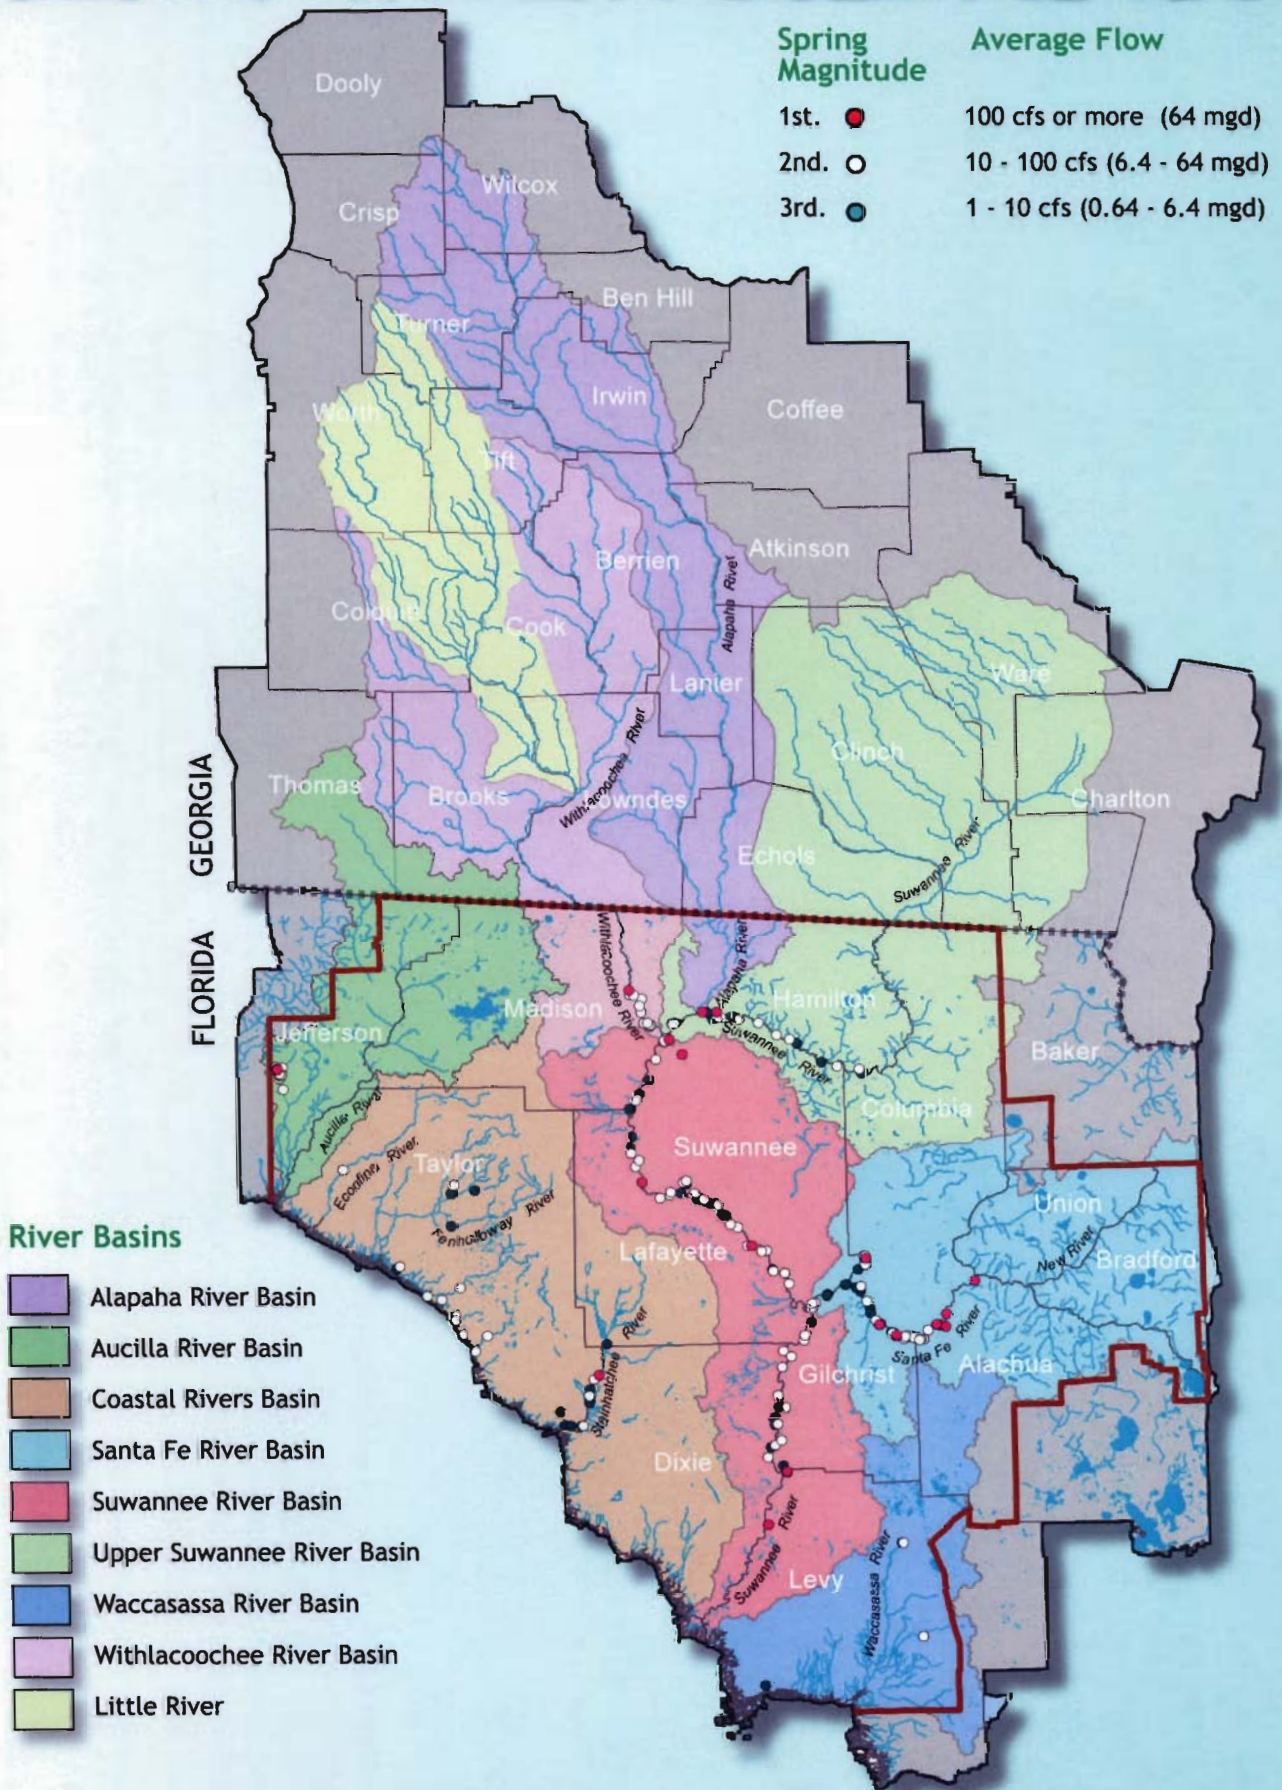 Spring Magnitude
Average Flow
1st.
100 cfs or more (64 mgd)
2nd.
10 - 100 cfs (6.4 - 64 mgd)
3rd.
1 - 10 cfs (0.64 - 6.4 mgd)
Dooly
Wilcox
Crisp
Ben Hill
Turner
Irwin
Worth
Coffee
Tift
Atkinson
Berrien
Alapaha River
Colquitt
Cook
Ware
Lanier
Clinch
Withlacoochee River
Thomas
Brooks
Lowndes
Charlton
Echols
Suwannee River
GEORGIA
FLORIDA
Withlacoochee River
Alapaha River
Madison
Hamilton
Jefferson
Suwannee River
Baker
Aucilla River
Columbia
Suwannee
Econfina River
Taylor
Fenholloway River
Union
New River
Bradford
Lafayette
Santa Fe River
Alachua
Gilchrist
Steinhatchee River
Dixie
Suwannee River
Levy
Waccasassa River
River Basins
Alapaha River Basin
Aucilla River Basin
Coastal Rivers Basin
Santa Fe River Basin
Suwannee River Basin
Upper Suwannee River Basin
Waccasassa River Basin
Withlacoochee River Basin
Little River